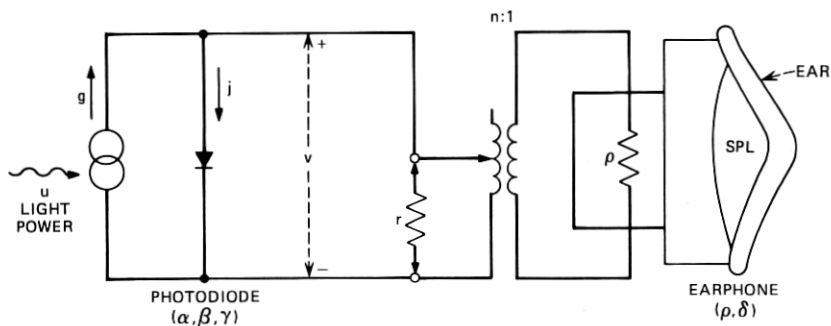 n:1
g
j
+
v
−
r
ρ
SPL
EAR
u
LIGHT
POWER
PHOTODIODE
(α,β,γ)
EARPHONE
(ρ,δ)